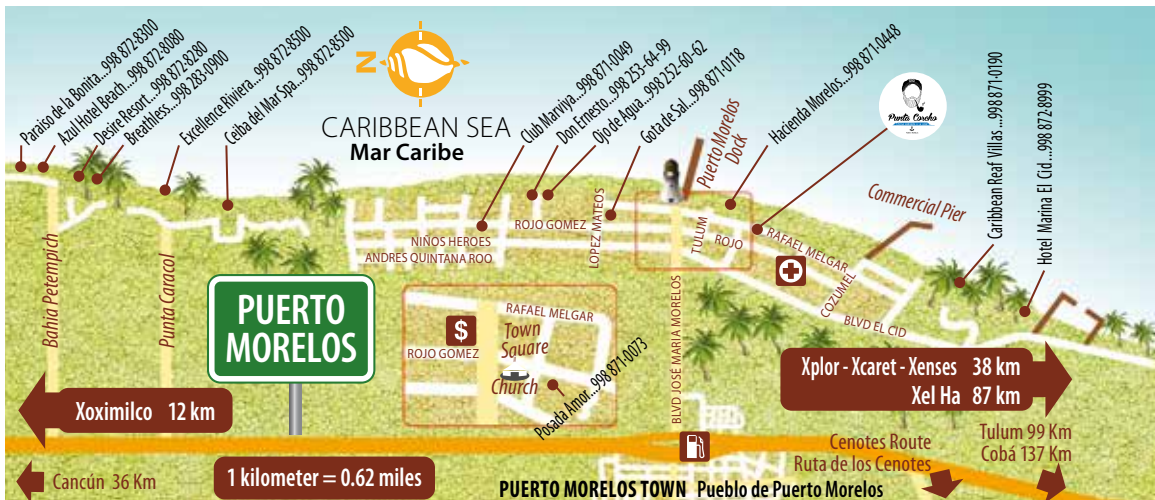 Paraiso de la Bonita...998 872-8300
Azul Hotel Beach...998 872-8080
Desire Resort...998 872-8280
Breathless...998 283-0900
Excellence Riviera...998 872-8500
Ceiba del Mar Spa...998 872-8500
N
CARIBBEAN SEA
Mar Caribe
Club Marviya...998 871-0049
Don Ernesto...998 253-64-99
Ojo de Agua...998 252-60-62
Gota de Sal...998 871-0118
Puerto Morelos
Dock
Hacienda Morelos...998 871-0448
Punta Corcho
Caribbean Reaf Villas...998 871-0190
Hotel Marina El Cid...998 872-8999
Commercial Pier
Bahia Petempich
Punta Caracol
ROJO GOMEZ
NIÑOS HEROES
ANDRES QUINTANA ROO
LOPEZ MATEOS
TULUM
ROJO
RAFAEL MELGAR
COZUMEL
BLVD EL CID
BLVD JOSÉ MARIA MORELOS
PUERTO
MORELOS
RAFAEL MELGAR
$
ROJO GOMEZ
Town
Square
Church
Posada Amor...998 871-0073
Xoximilco 12 km
Xplor - Xcaret - Xenses 38 km
Xel Ha 87 km
Cancún 36 Km
1 kilometer = 0.62 miles
Cenotes Route
Ruta de los Cenotes
Tulum 99 Km
Cobá 137 Km
PUERTO MORELOS TOWN Pueblo de Puerto Morelos